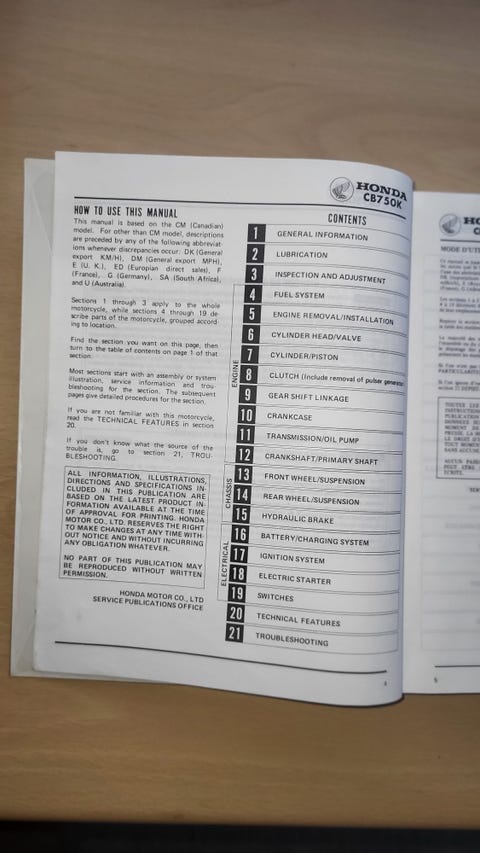 HONDA
CB750K
HOW TO USE THIS MANUAL
This manual is based on the CM (Canadian)
model. For other than CM model, descriptions
are preceded by any of the following abbreviat-
ions whenever discrepancies occur: DK (General
export KM/H), DM (General export MPH),
E (U. K.), ED (Europian direct sales), F
(France), G (Germany), SA (South Africa),
and U (Australia).
Sections 1 through 3 apply to the whole
motorcycle, while sections 4 through 19 de-
scribe parts of the motorcycle, grouped accord-
ing to location.
Find the section you want on this page, then
turn to the table of contents on page 1 of that
section.
Most sections start with an assembly or system
illustration, service information and trou-
bleshooting for the section. The subsequent
pages give detailed procedures for the section.
If you are not familiar with this motorcycle,
read the TECHNICAL FEATURES in section
20.
If you don't know what the source of the
trouble is, go to section 21, TROU-
BLESHOOTING.
ALL INFORMATION, ILLUSTRATIONS,
DIRECTIONS AND SPECIFICATIONS IN-
CLUDED IN THIS PUBLICATION ARE
BASED ON THE LATEST PRODUCT IN-
FORMATION AVAILABLE AT THE TIME
OF APPROVAL FOR PRINTING. HONDA
MOTOR CO., LTD. RESERVES THE RIGHT
TO MAKE CHANGES AT ANY TIME WITH-
OUT NOTICE AND WITHOUT INCURRING
ANY OBLIGATION WHATEVER.
NO PART OF THIS PUBLICATION MAY
BE REPRODUCED WITHOUT WRITTEN
PERMISSION.
HONDA MOTOR CO., LTD
SERVICE PUBLICATIONS OFFICE
CONTENTS
1 GENERAL INFORMATION
2 LUBRICATION
3 INSPECTION AND ADJUSTMENT
ENGINE
4 FUEL SYSTEM
5 ENGINE REMOVAL/INSTALLATION
6 CYLINDER HEAD/VALVE
7 CYLINDER/PISTON
8 CLUTCH (Include removal of pulser generator)
9 GEAR SHIFT LINKAGE
10 CRANKCASE
11 TRANSMISSION/OIL PUMP
12 CRANKSHAFT/PRIMARY SHAFT
CHASSIS
13 FRONT WHEEL/SUSPENSION
14 REAR WHEEL/SUSPENSION
15 HYDRAULIC BRAKE
ELECTRICAL
16 BATTERY/CHARGING SYSTEM
17 IGNITION SYSTEM
18 ELECTRIC STARTER
19 SWITCHES
20 TECHNICAL FEATURES
21 TROUBLESHOOTING
MODE D'UTI
5